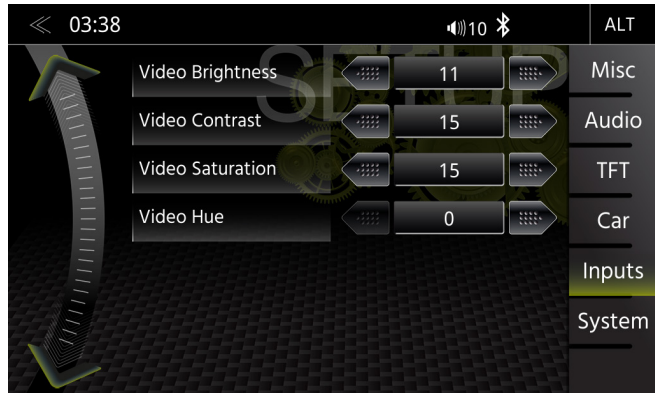 03:38
10
ALT
SETUP
Video Brightness
11
Video Contrast
15
Video Saturation
15
Video Hue
0
Misc
Audio
TFT
Car
Inputs
System